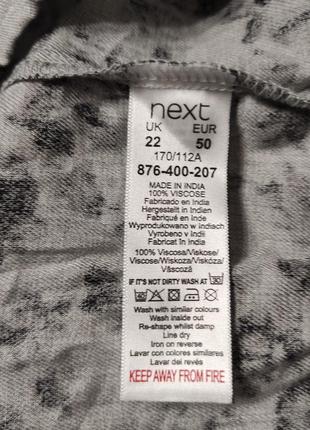 next
UK EUR
22 50
170/112A
876-400-207
MADE IN INDIA
100% VISCOSE
Fabricado en India
Hergestellt in Indien
Fabriqué en Inde
Wyprodukowano w indiach
Vyrobeno v Indii
Fabricat în India
100% Viscosa/Viskose/
Viscose/Wiskoza/Viskóza/
Vâscoză
IF IT'S NOT DIRTY WASH AT
Wash with similar colours
Wash inside out
Re-shape whilst damp
Line dry
Iron on reverse
Lavar con colores similares
Lavar del revés
KEEP AWAY FROM FIRE